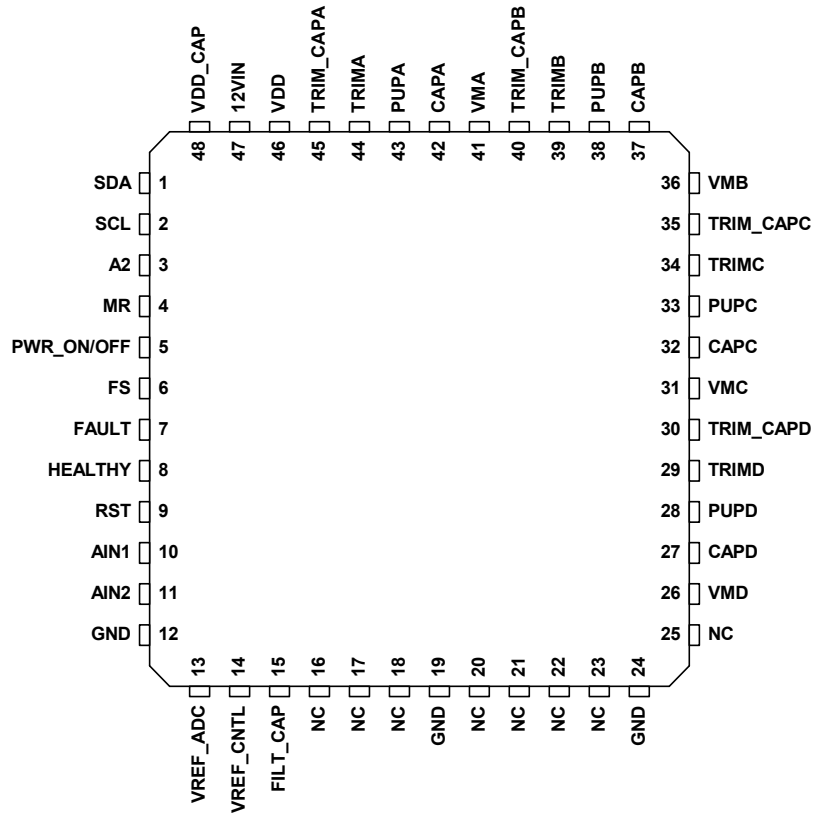 VDD_CAP
12VIN
VDD
TRIM_CAPA
TRIMA
PUPA
CAPA
VMA
TRIM_CAPB
TRIMB
PUPB
CAPB
48
47
46
45
44
43
42
41
40
39
38
37
SDA 1
SCL 2
A2 3
MR 4
PWR_ON/OFF 5
FS 6
FAULT 7
HEALTHY 8
RST 9
AIN1 10
AIN2 11
GND 12
36 VMB
35 TRIM_CAPC
34 TRIMC
33 PUPC
32 CAPC
31 VMC
30 TRIM_CAPD
29 TRIMD
28 PUPD
27 CAPD
26 VMD
25 NC
13
14
15
16
17
18
19
20
21
22
23
24
VREF_ADC
VREF_CNTL
FILT_CAP
NC
NC
NC
GND
NC
NC
NC
NC
GND